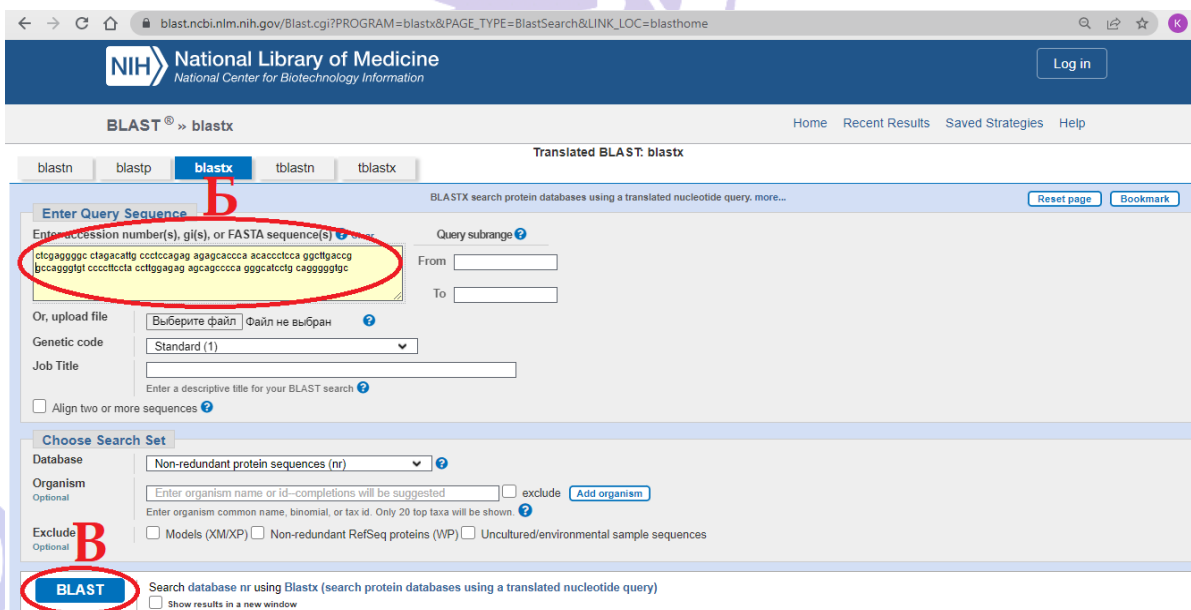 blast.ncbi.nlm.nih.gov/Blast.cgi?PROGRAM=blastx&PAGE_TYPE=BlastSearch&LINK_LOC=blasthome
K
NIH National Library of Medicine
National Center for Biotechnology Information
Log in
BLAST ® » blastx
Home Recent Results Saved Strategies Help
Translated BLAST: blastx
blastn blastp blastx tblastn tblastx
Б
BLASTX search protein databases using a translated nucleotide query. more...
Reset page Bookmark
Enter Query Sequence
Enter accession number(s), gi(s), or FASTA sequence(s) ? Clear
Query subrange ?
ctcgaggggc ctagacattg ccctccagag agagcaccca acaccctcca ggcttgaccg
gccagggtgt ccccttccta ccttggagag agcagcccca gggcatcctg cagggggtgc
From
To
Or, upload file Выберите файл Файл не выбран ?
Genetic code Standard (1)
Job Title
Enter a descriptive title for your BLAST search ?
Align two or more sequences ?
Choose Search Set
Database Non-redundant protein sequences (nr) ?
Organism
Optional
Enter organism name or id--completions will be suggested exclude Add organism
Enter organism common name, binomial, or tax id. Only 20 top taxa will be shown. ?
Exclude
Optional
Models (XM/XP) Non-redundant RefSeq proteins (WP) Uncultured/environmental sample sequences
В
BLAST
Search database nr using Blastx (search protein databases using a translated nucleotide query)
Show results in a new window